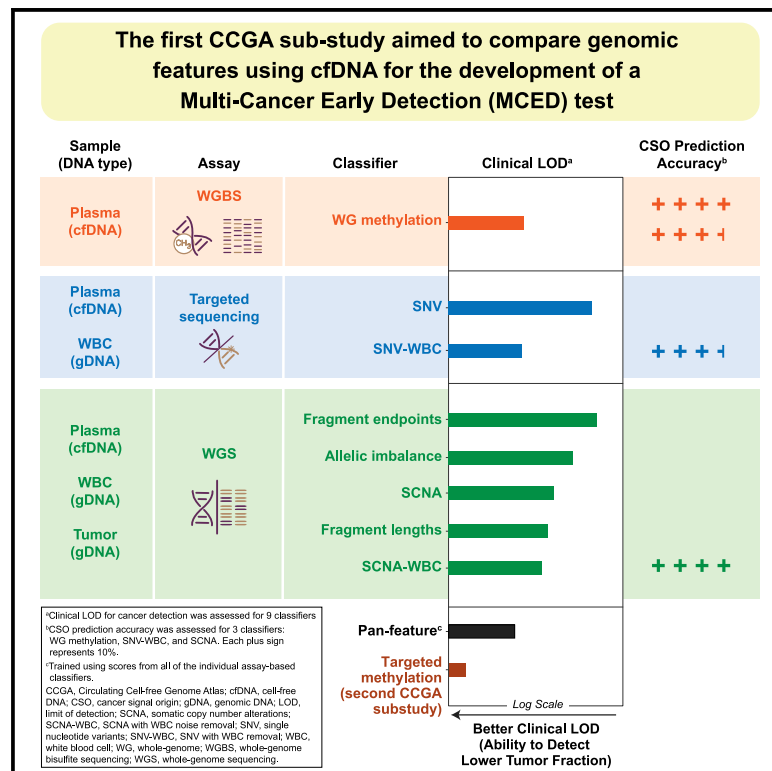 The first CCGA sub-study aimed to compare genomic
features using cfDNA for the development of a
Multi-Cancer Early Detection (MCED) test
Sample
(DNA type)
Assay
Classifier
Clinical LODᵃ
CSO Prediction
Accuracyᵇ
Plasma
(cfDNA)
WGBS
CH₃
WG methylation
+ + + +
+ + + +
Plasma
(cfDNA)
WBC
(gDNA)
Targeted
sequencing
SNV
SNV-WBC
+ + + +
Plasma
(cfDNA)
WBC
(gDNA)
Tumor
(gDNA)
WGS
Fragment endpoints
Allelic imbalance
SCNA
Fragment lengths
SCNA-WBC
+ + + +
Pan-featureᶜ
Targeted
methylation
(second CCGA
substudy)
Log Scale
Better Clinical LOD
(Ability to Detect
Lower Tumor Fraction)
ᵃClinical LOD for cancer detection was assessed for 9 classifiers
ᵇCSO prediction accuracy was assessed for 3 classifiers:
WG methylation, SNV-WBC, and SCNA. Each plus sign
represents 10%.
ᶜTrained using scores from all of the individual assay-based
classifiers.
CCGA, Circulating Cell-free Genome Atlas; cfDNA, cell-free
DNA; CSO, cancer signal origin; gDNA, genomic DNA; LOD,
limit of detection; SCNA, somatic copy number alterations;
SCNA-WBC, SCNA with WBC noise removal; SNV, single
nucleotide variants; SNV-WBC, SNV with WBC removal; WBC,
white blood cell; WG, whole-genome; WGBS, whole-genome
bisulfite sequencing; WGS, whole-genome sequencing.